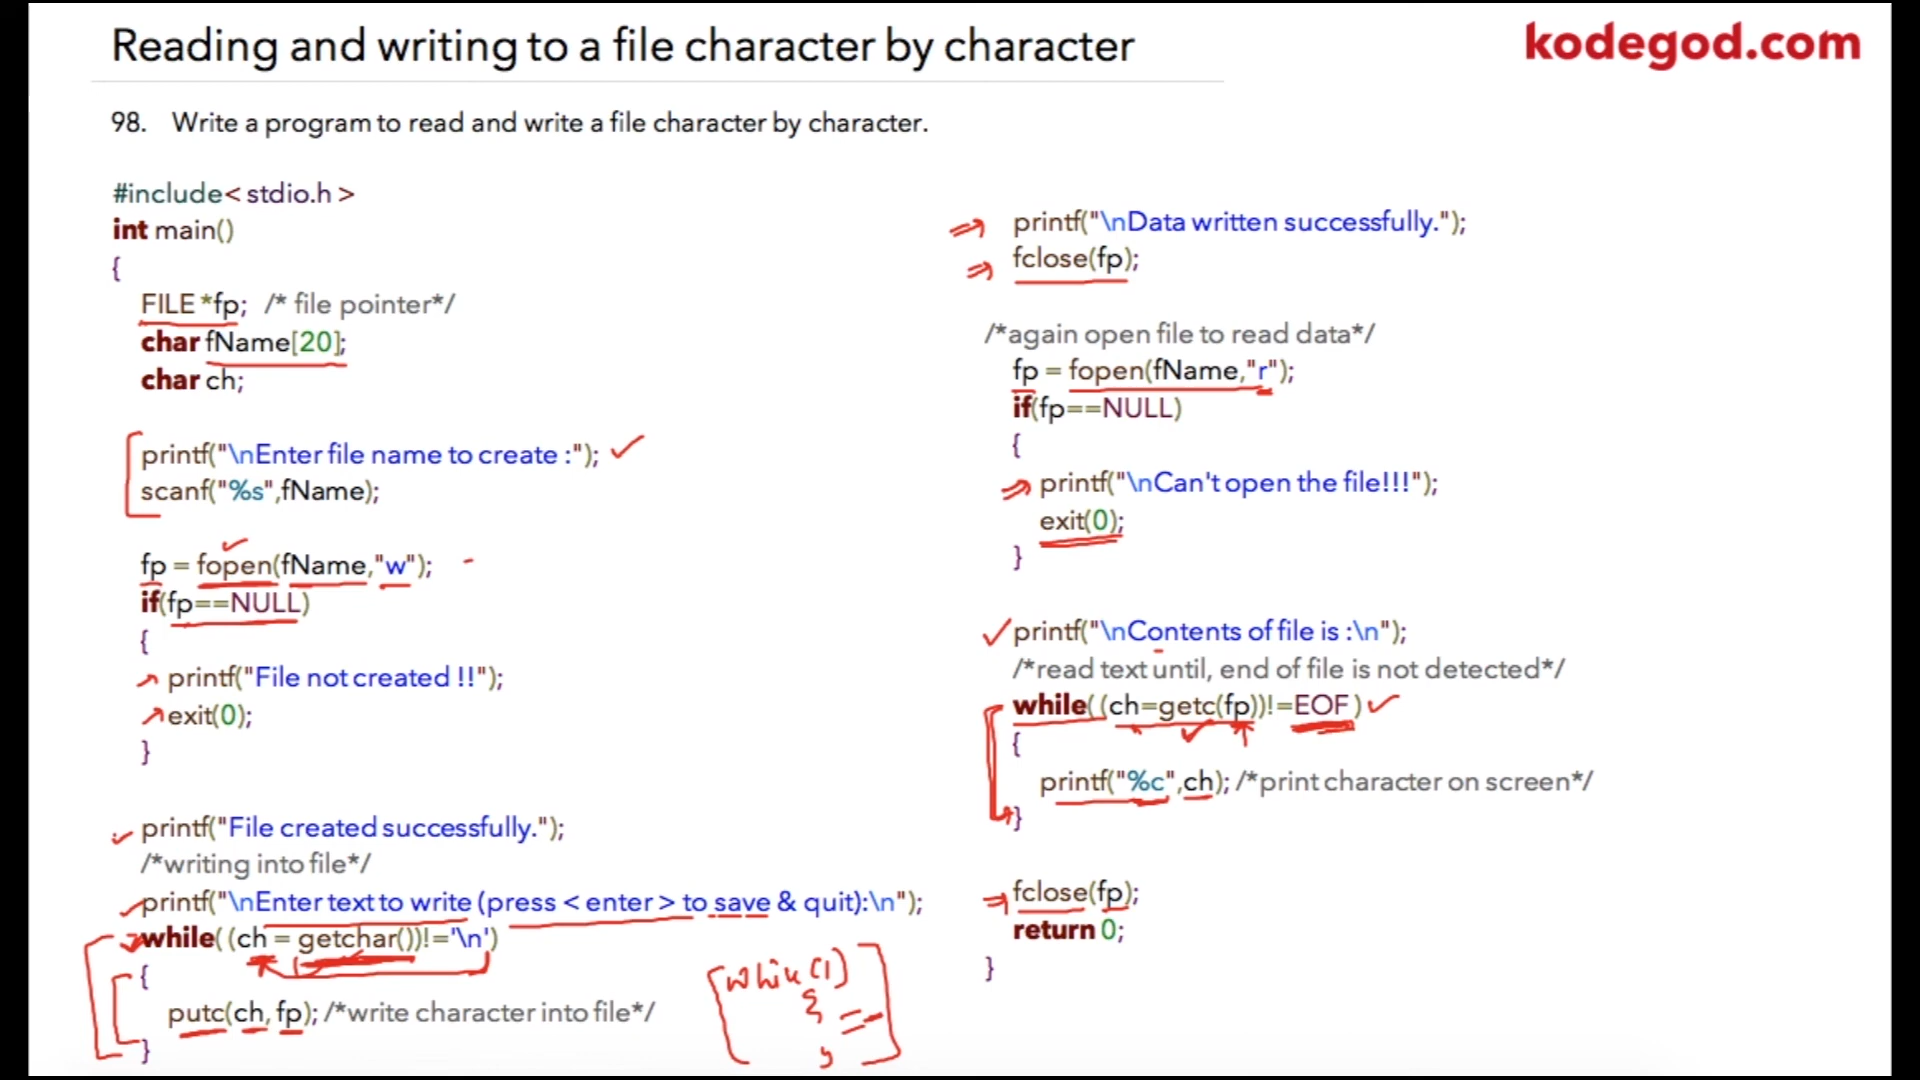 Reading and writing to a file character by character
kodegod.com
98. Write a program to read and write a file character by character.
#include< stdio.h >
int main()
{
FILE *fp; /* file pointer*/
char fName[20];
char ch;
printf("\nEnter file name to create :");
scanf("%s",fName);
fp = fopen(fName,"w");
if(fp==NULL)
{
printf("File not created !!");
exit(0);
}
printf("File created successfully.");
/*writing into file*/
printf("\nEnter text to write (press < enter > to save & quit):\n");
while( (ch = getchar())!='\n')
{
putc(ch, fp); /*write character into file*/
}
while(1)
{
}
printf("\nData written successfully.");
fclose(fp);
/*again open file to read data*/
fp = fopen(fName,"r");
if(fp==NULL)
{
printf("\nCan't open the file!!!");
exit(0);
}
printf("\nContents of file is :\n");
/*read text until, end of file is not detected*/
while( (ch=getc(fp))!=EOF )
{
printf("%c",ch); /*print character on screen*/
}
fclose(fp);
return 0;
}